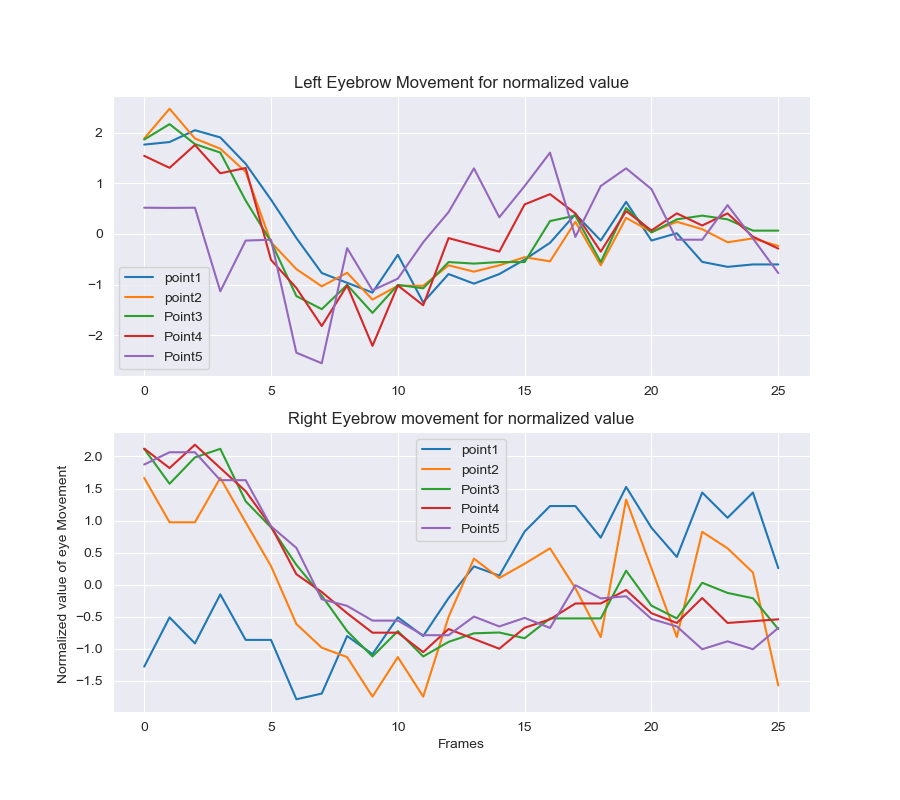 Left Eyebrow Movement for normalized value
2
1
0
−1
−2
point1
point2
Point3
Point4
Point5
0 5 10 15 20 25
Right Eyebrow movement for normalized value
Normalized value of eye Movement
2.0
1.5
1.0
0.5
0.0
−0.5
−1.0
−1.5
point1
point2
Point3
Point4
Point5
0 5 10 15 20 25
Frames